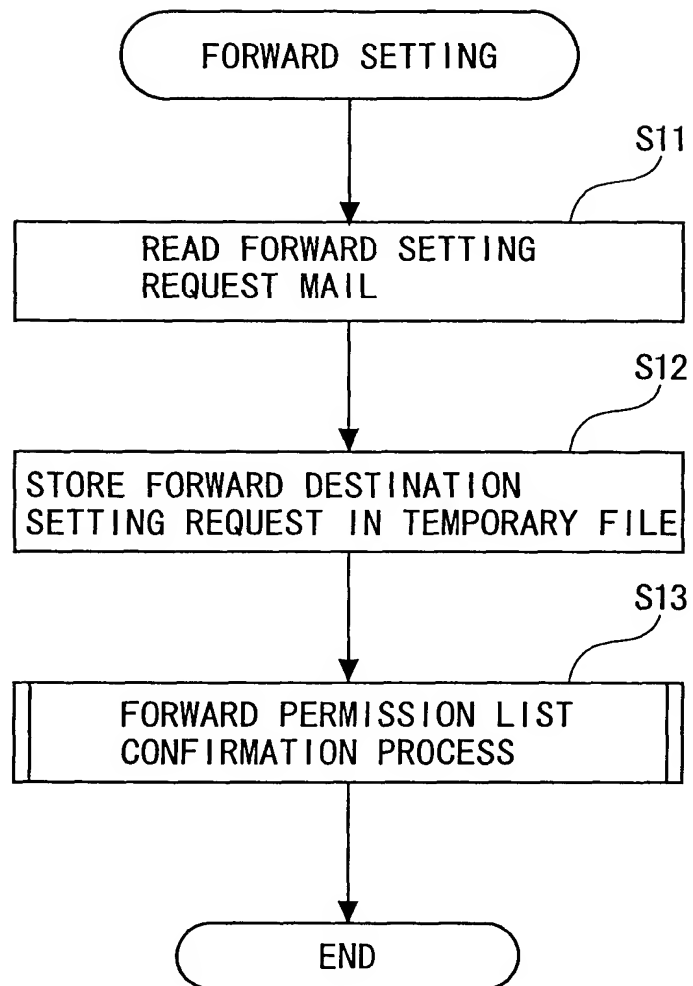 FORWARD SETTING
S11
READ FORWARD SETTING
REQUEST MAIL
S12
STORE FORWARD DESTINATION
SETTING REQUEST IN TEMPORARY FILE
S13
FORWARD PERMISSION LIST
CONFIRMATION PROCESS
END